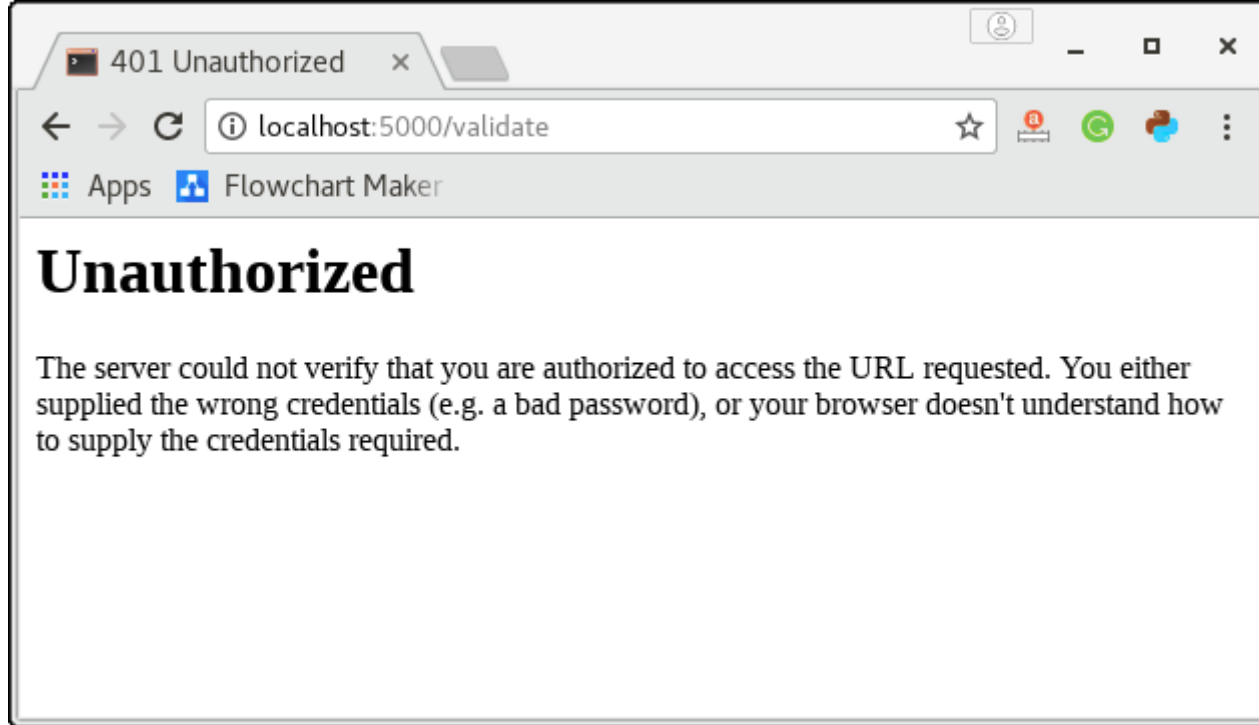 401 Unauthorized
localhost:5000/validate
Apps Flowchart Maker
Unauthorized
The server could not verify that you are authorized to access the URL requested. You either
supplied the wrong credentials (e.g. a bad password), or your browser doesn't understand how
to supply the credentials required.